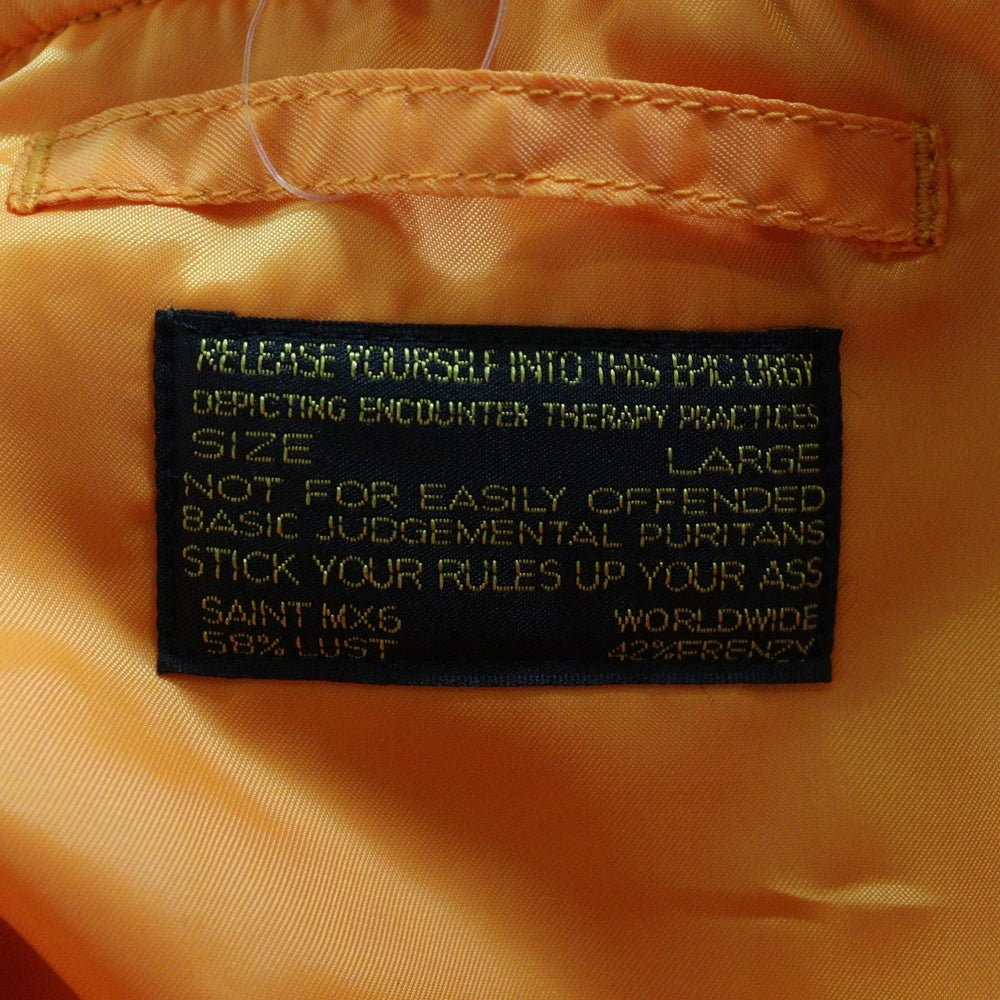 RELEASE YOURSELF INTO THIS EPIC ORGY
DEPICTING ENCOUNTER THERAPY PRACTICES
SIZE LARGE
NOT FOR EASILY OFFENDED
BASIC JUDGEMENTAL PURITANS
STICK YOUR RULES UP YOUR ASS
SAINT MX6 WORLDWIDE
58% LUST 42%FRENZY